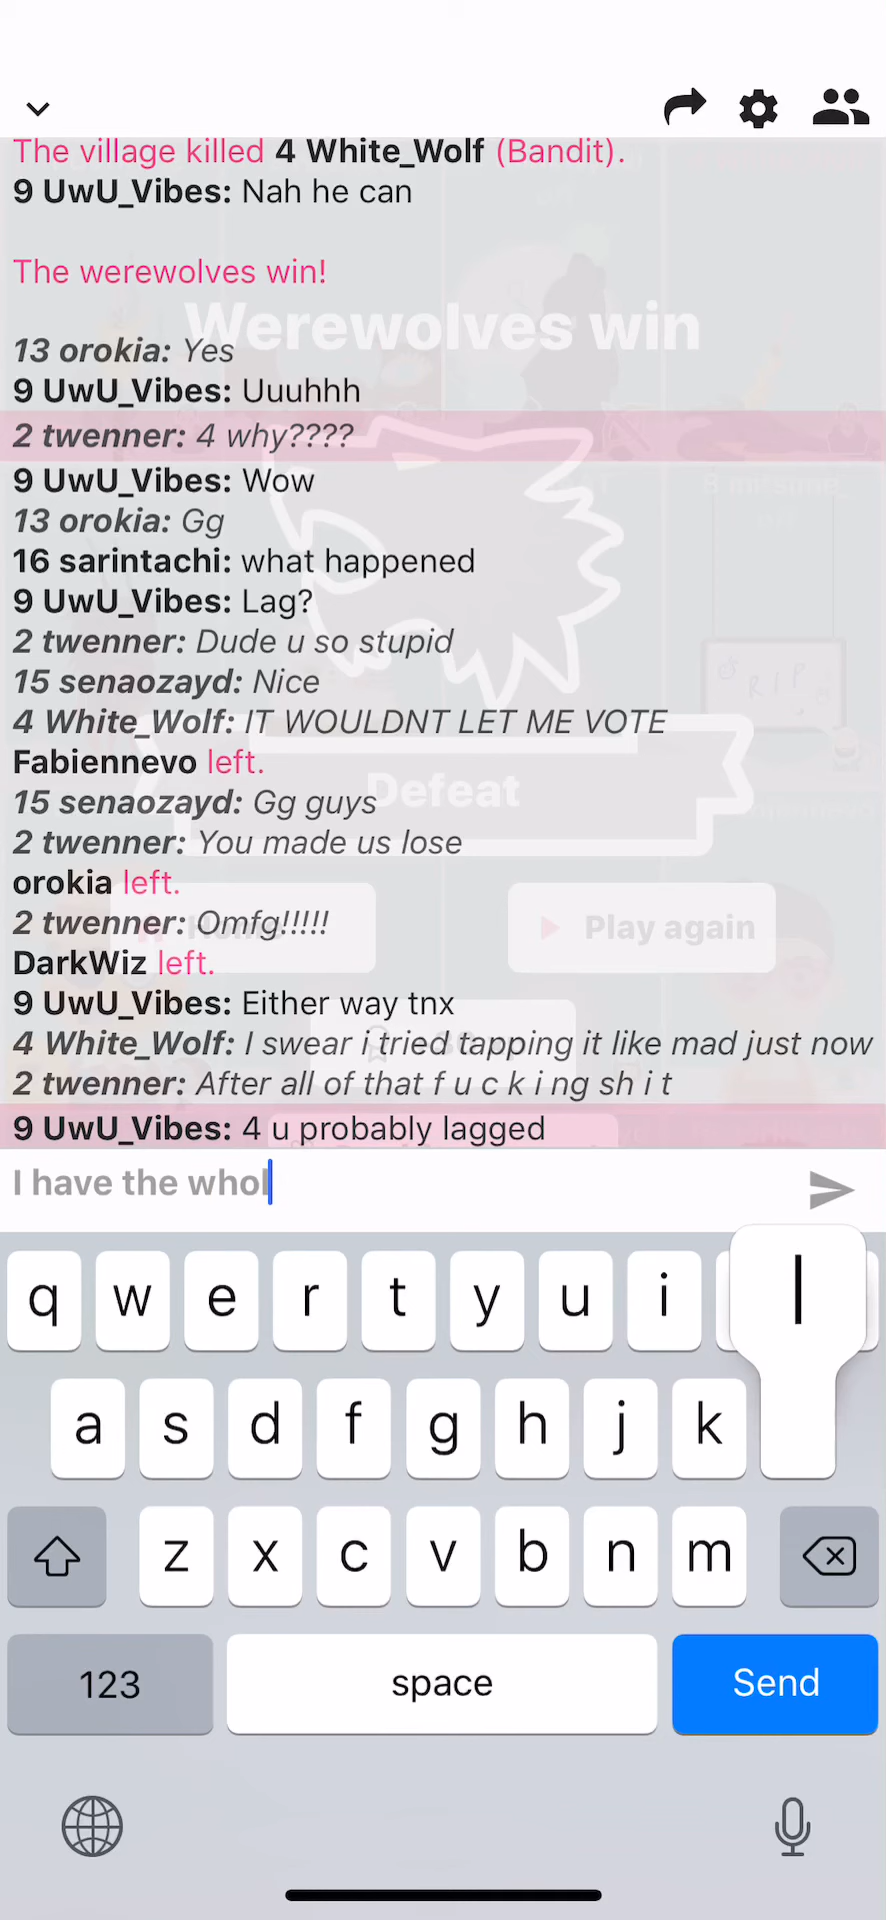 The village killed 4 White_Wolf (Bandit).
9 UwU_Vibes: Nah he can
The werewolves win!
Werewolves win
13 orokia: Yes
9 UwU_Vibes: Uuuhhh
2 twenner: 4 why????
9 UwU_Vibes: Wow
13 orokia: Gg
16 sarintachi: what happened
9 UwU_Vibes: Lag?
2 twenner: Dude u so stupid
15 senaozayd: Nice
RIP
4 White_Wolf: IT WOULDNT LET ME VOTE
Fabiennevo left.
Defeat
15 senaozayd: Gg guys
2 twenner: You made us lose
orokia left.
2 twenner: Omfg!!!!!
Play again
DarkWiz left.
9 UwU_Vibes: Either way tnx
4 White_Wolf: I swear i tried tapping it like mad just now
2 twenner: After all of that f u c k i ng sh i t
9 UwU_Vibes: 4 u probably lagged
I have the whol
q w e r t y u i l
a s d f g h j k
z x c v b n m
123 space Send